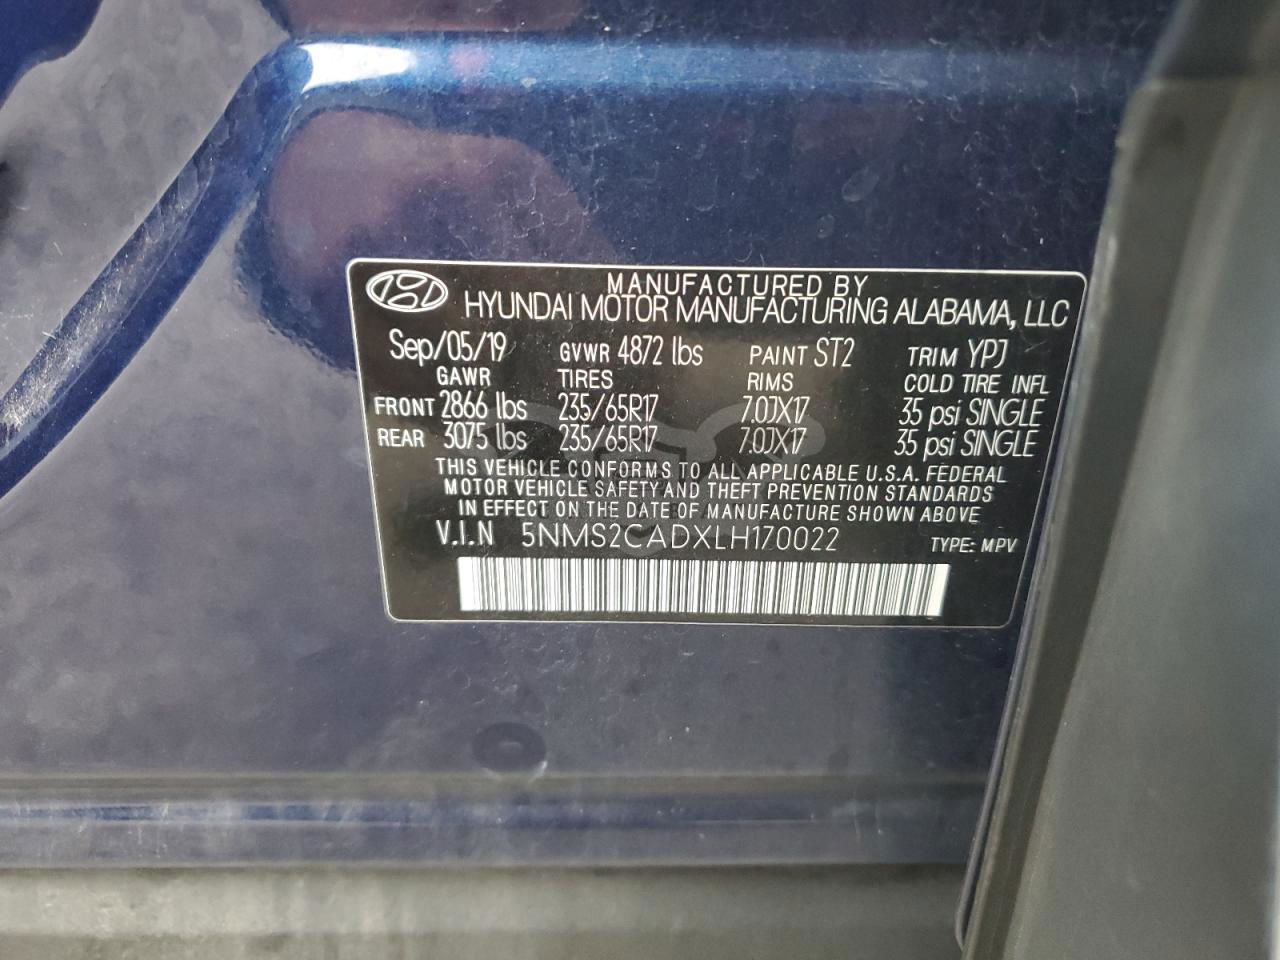 MANUFACTURED BY
HYUNDAI MOTOR MANUFACTURING ALABAMA, LLC
Sep/05/19 GVWR 4872 lbs PAINT ST2 TRIM YPJ
GAWR TIRES RIMS COLD TIRE INFL
FRONT 2866 lbs 235/65R17 7.0JX17 35 psi SINGLE
REAR 3075 lbs 235/65R17 7.0JX17 35 psi SINGLE
THIS VEHICLE CONFORMS TO ALL APPLICABLE U.S.A. FEDERAL
MOTOR VEHICLE SAFETY AND THEFT PREVENTION STANDARDS
IN EFFECT ON THE DATE OF MANUFACTURE SHOWN ABOVE
V.I.N 5NMS2CADXLH170022 TYPE: MPV